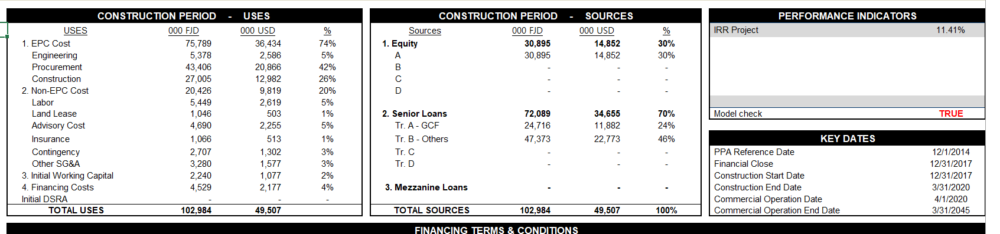 CONSTRUCTION PERIOD - USES
USES 000 FJD 000 USD %
1. EPC Cost 75,789 36,434 74%
Engineering 5,378 2,586 5%
Procurement 43,406 20,866 42%
Construction 27,005 12,982 26%
2. Non-EPC Cost 20,426 9,819 20%
Labor 5,449 2,619 5%
Land Lease 1,046 503 1%
Advisory Cost 4,690 2,255 5%
Insurance 1,066 513 1%
Contingency 2,707 1,302 3%
Other SG&A 3,280 1,577 3%
3. Initial Working Capital 2,240 1,077 2%
4. Financing Costs 4,529 2,177 4%
Initial DSRA - - -
TOTAL USES 102,984 49,507
CONSTRUCTION PERIOD - SOURCES
Sources 000 FJD 000 USD %
1. Equity 30,895 14,852 30%
A 30,895 14,852 30%
B - - -
C - - -
D - - -
2. Senior Loans 72,089 34,655 70%
Tr. A - GCF 24,716 11,882 24%
Tr. B - Others 47,373 22,773 46%
Tr. C - - -
Tr. D - - -
3. Mezzanine Loans - - -
TOTAL SOURCES 102,984 49,507 100%
PERFORMANCE INDICATORS
IRR Project 11.41%
Model check TRUE
KEY DATES
PPA Reference Date 12/1/2014
Financial Close 12/31/2017
Construction Start Date 12/31/2017
Construction End Date 3/31/2020
Commercial Operation Date 4/1/2020
Commercial Operation End Date 3/31/2045
FINANCING TERMS & CONDITIONS